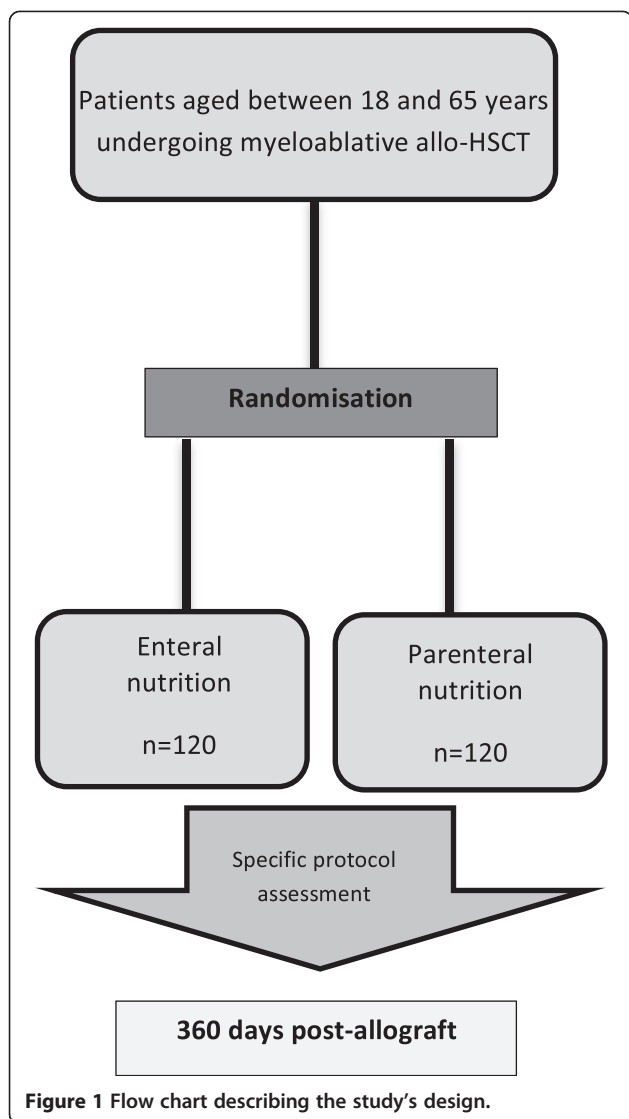 Patients aged between 18 and 65 years
undergoing myeloablative allo-HSCT
Randomisation
Enteral
nutrition
n=120
Parenteral
nutrition
n=120
Specific protocol
assessment
360 days post-allograft
Figure 1 Flow chart describing the study's design.